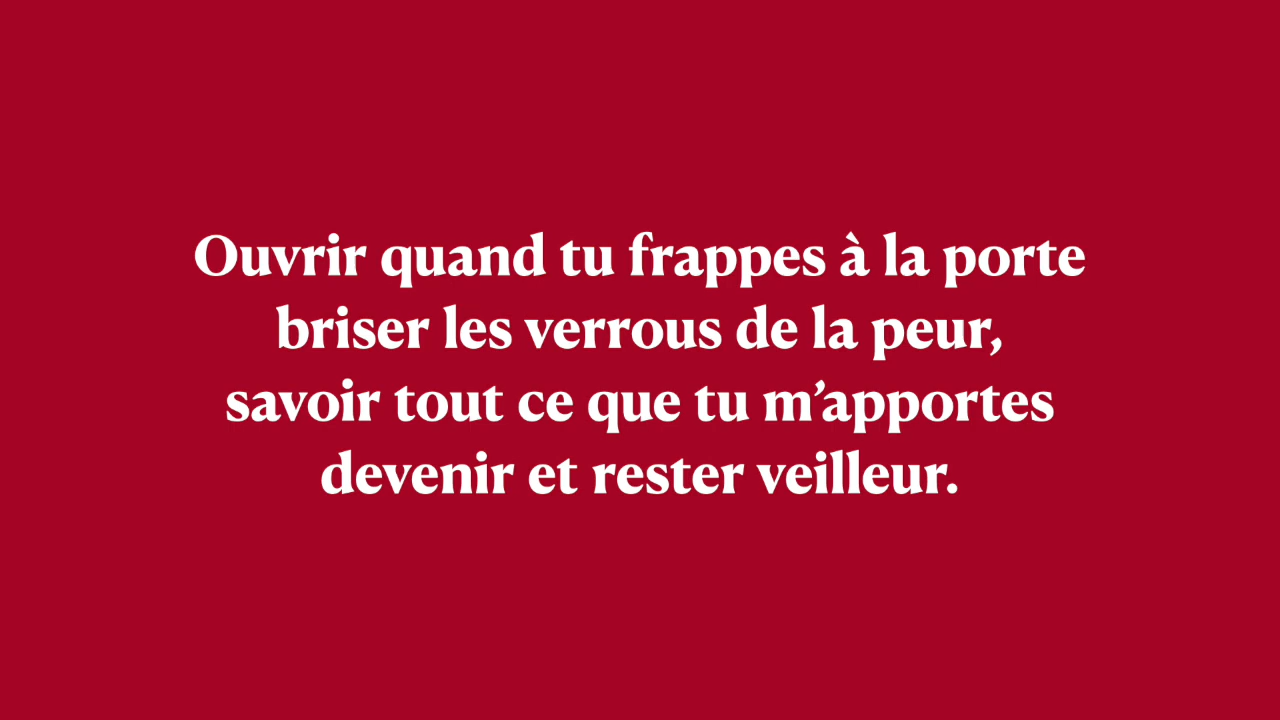 Ouvrir quand tu frappes à la porte
briser les verrous de la peur,
savoir tout ce que tu m’apportes
devenir et rester veilleur.